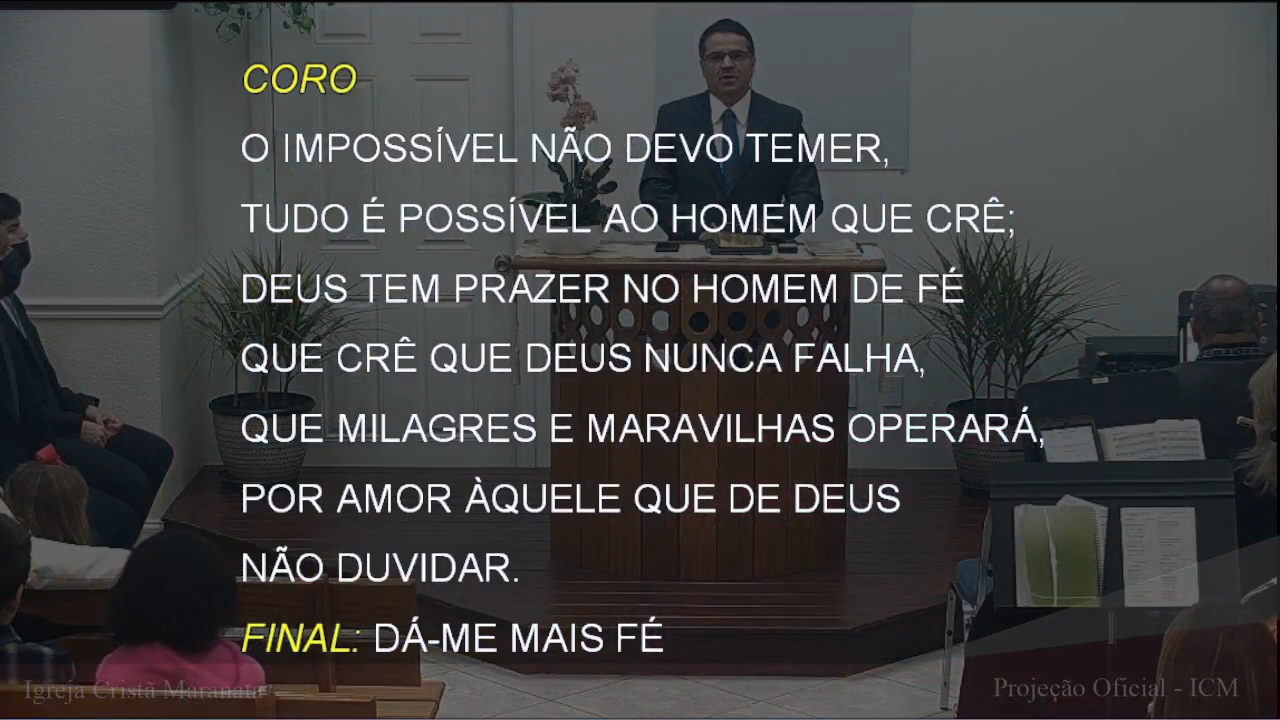 CORO
O IMPOSSÍVEL NÃO DEVO TEMER,
TUDO É POSSÍVEL AO HOMEM QUE CRÊ;
DEUS TEM PRAZER NO HOMEM DE FÉ
QUE CRÊ QUE DEUS NUNCA FALHA,
QUE MILAGRES E MARAVILHAS OPERARÁ,
POR AMOR ÀQUELE QUE DE DEUS
NÃO DUVIDAR.
FINAL: DÁ-ME MAIS FÉ
Igreja Cristã Maranata
Projeção Oficial - ICM